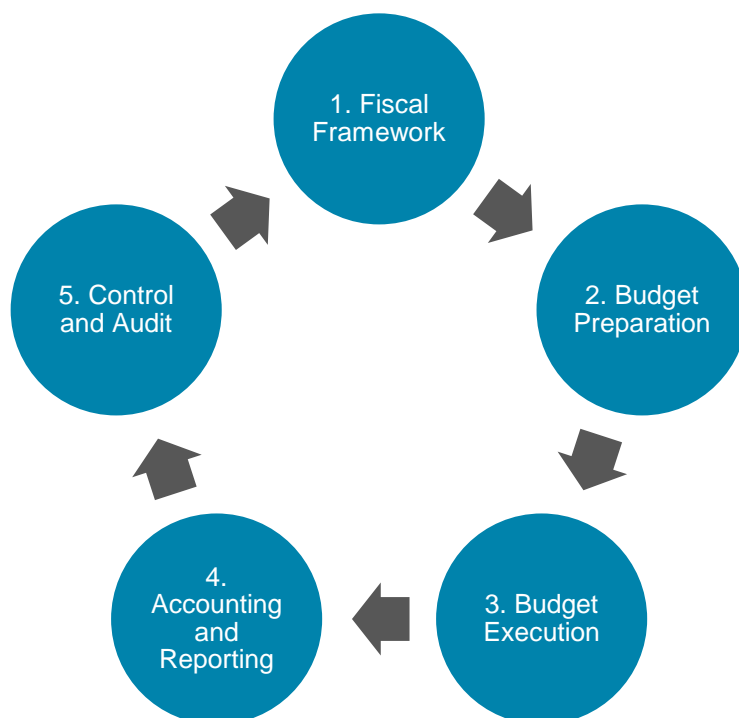 1. Fiscal
Framework
2. Budget
Preparation
3. Budget
Execution
4.
Accounting
and
Reporting
5. Control
and Audit